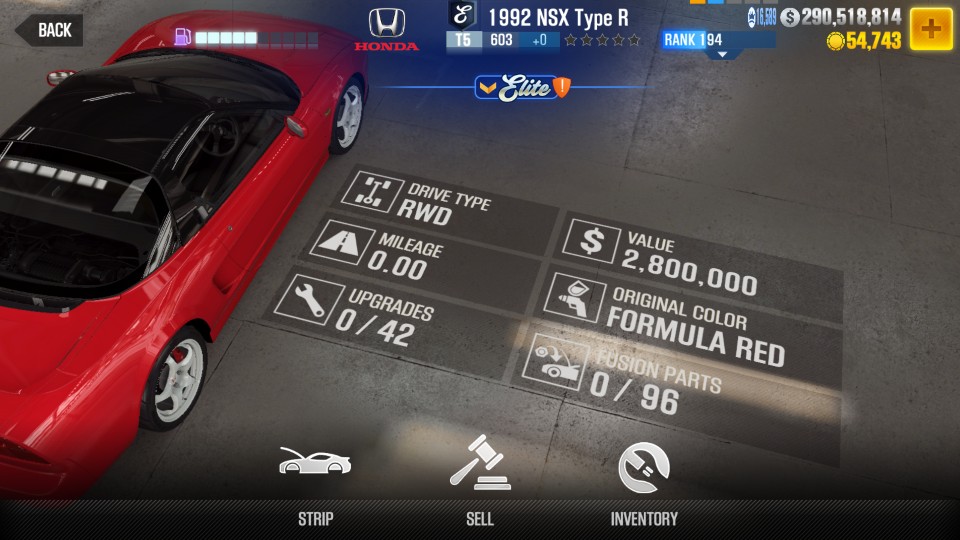 BACK
HONDA
1992 NSX Type R
T5 603 +0
RANK 194
16,589
290,518,814
54,743
Elite
DRIVE TYPE
RWD
MILEAGE
0.00
UPGRADES
0 / 42
VALUE
2,800,000
ORIGINAL COLOR
FORMULA RED
FUSION PARTS
0 / 96
STRIP
SELL
INVENTORY